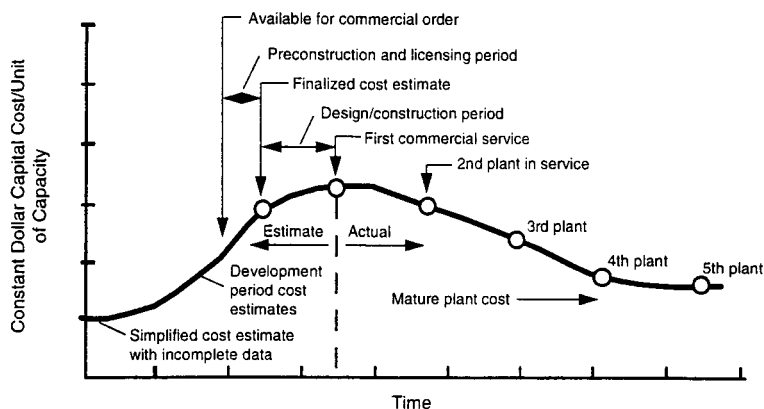 Available for commercial order
Preconstruction and licensing period
Finalized cost estimate
Design/construction period
First commercial service
2nd plant in service
3rd plant
4th plant
5th plant
Estimate
Actual
Development
period cost
estimates
Mature plant cost
Simplified cost estimate
with incomplete data
Constant Dollar Capital Cost/Unit
of Capacity
Time